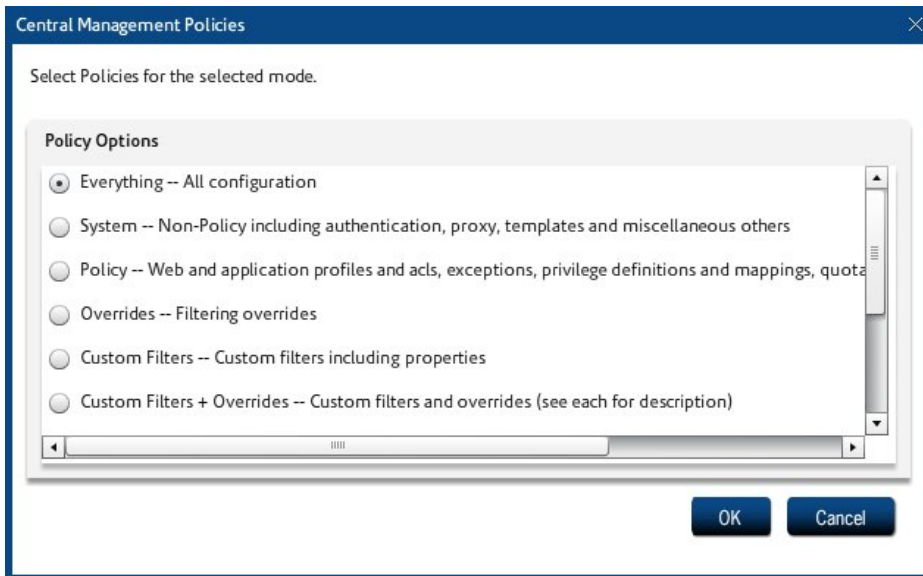 Central Management Policies
Select Policies for the selected mode.
Policy Options
Everything -- All configuration
System -- Non-Policy including authentication, proxy, templates and miscellaneous others
Policy -- Web and application profiles and acls, exceptions, privilege definitions and mappings, quota
Overrides -- Filtering overrides
Custom Filters -- Custom filters including properties
Custom Filters + Overrides -- Custom filters and overrides (see each for description)
OK Cancel